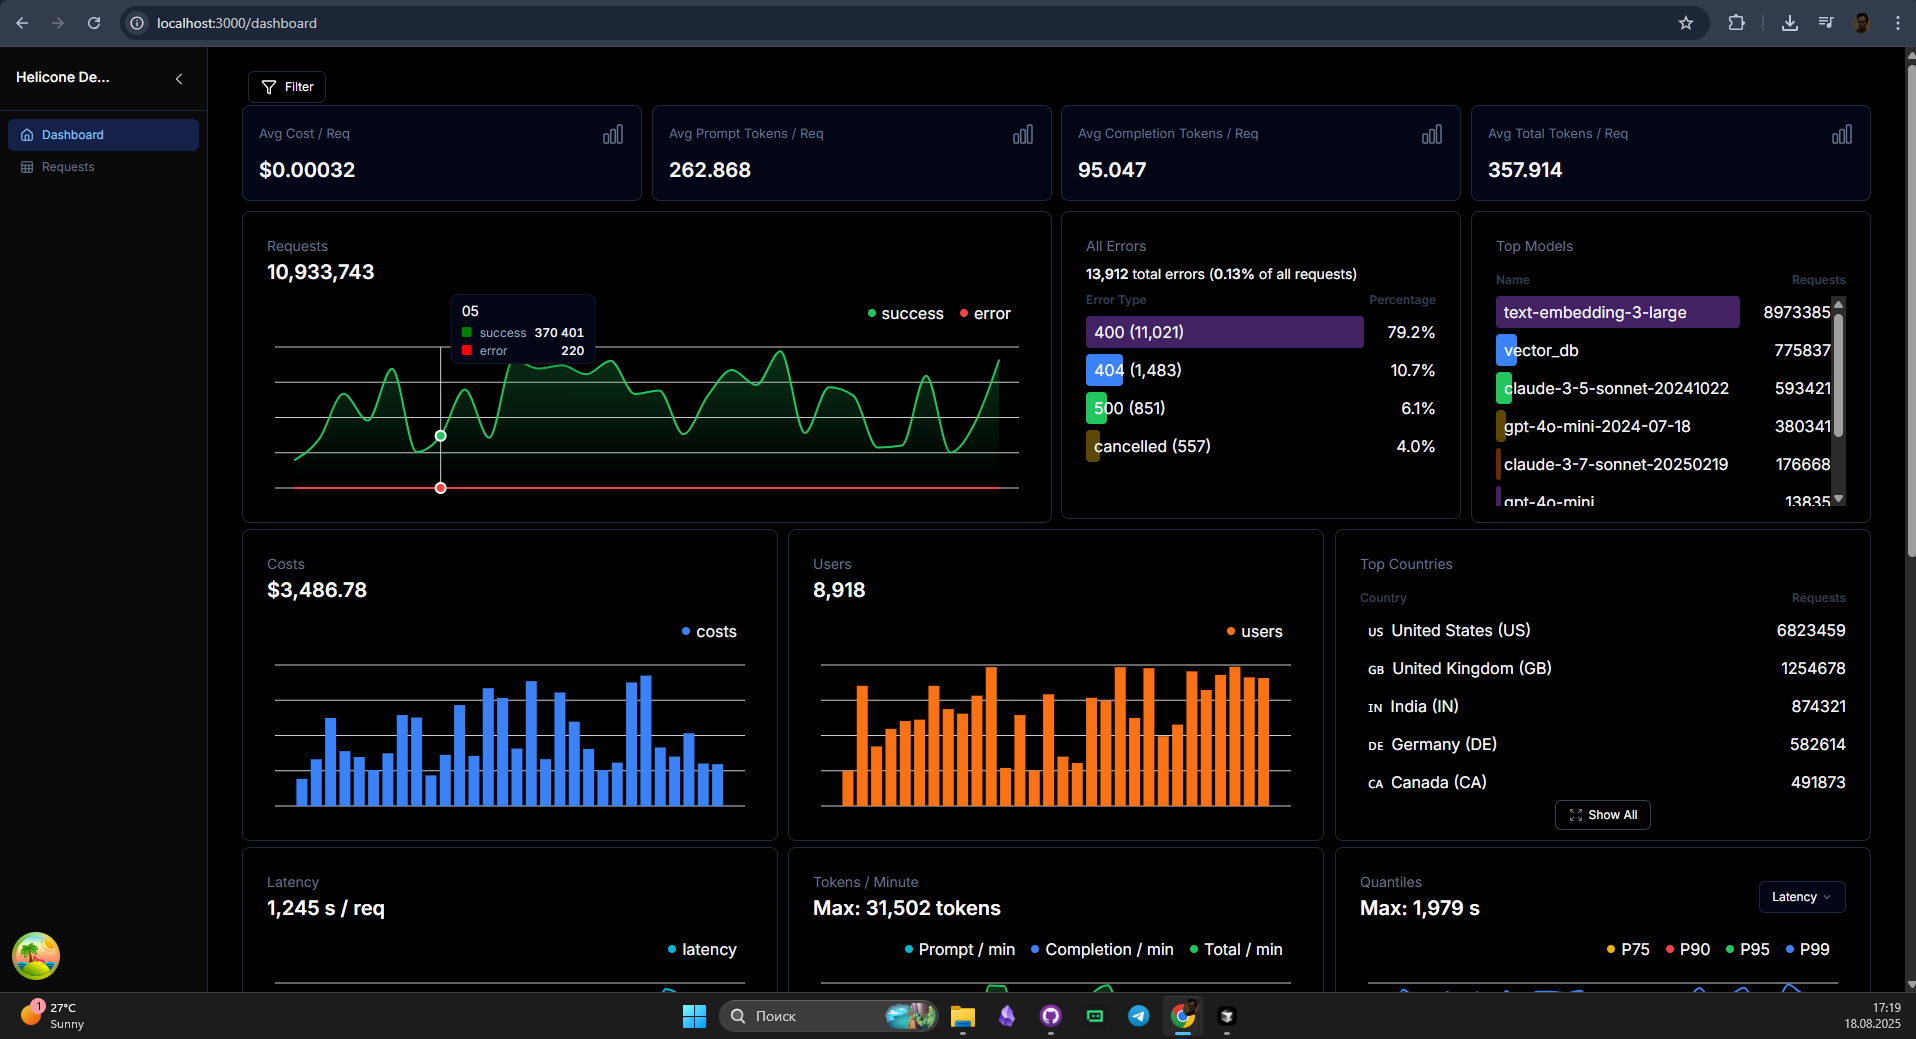 localhost:3000/dashboard
Helicone De...
Dashboard
Requests
Filter
Avg Cost / Req
$0.00032
Avg Prompt Tokens / Req
262.868
Avg Completion Tokens / Req
95.047
Avg Total Tokens / Req
357.914
Requests
10,933,743
success error
05
success 370 401
error 220
All Errors
13,912 total errors (0.13% of all requests)
Error Type Percentage
400 (11,021) 79.2%
404 (1,483) 10.7%
500 (851) 6.1%
cancelled (557) 4.0%
Top Models
Name Requests
text-embedding-3-large 8973385
vector_db 775837
claude-3-5-sonnet-20241022 593421
gpt-4o-mini-2024-07-18 380341
claude-3-7-sonnet-20250219 176668
gpt-4o-mini 13835
Costs
$3,486.78
costs
Users
8,918
users
Top Countries
Country Requests
US United States (US) 6823459
GB United Kingdom (GB) 1254678
IN India (IN) 874321
DE Germany (DE) 582614
CA Canada (CA) 491873
Show All
Latency
1,245 s / req
latency
Tokens / Minute
Max: 31,502 tokens
Prompt / min Completion / min Total / min
Quantiles
Max: 1,979 s
Latency
P75 P90 P95 P99
1
27°C
Sunny
Поиск
17:19
18.08.2025